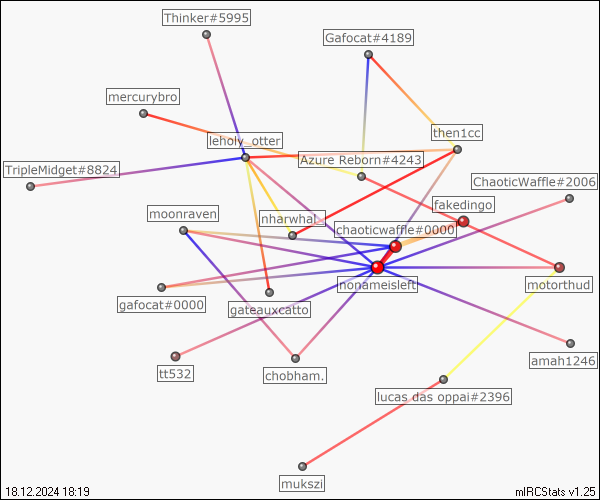 Thinker#5995
Gafocat#4189
mercurybro
then1cc
leholy_otter
Azure Reborn#4243
TripleMidget#8824
ChaoticWaffle#2006
fakedingo
moonraven
nharwhal
chaoticwaffle#0000
nonameisleft
motorthud
gafocat#0000
gateauxcatto
amah1246
tt532
chobham.
lucas das oppai#2396
mukszi
18.12.2024 18:19
mIRCStats v1.25